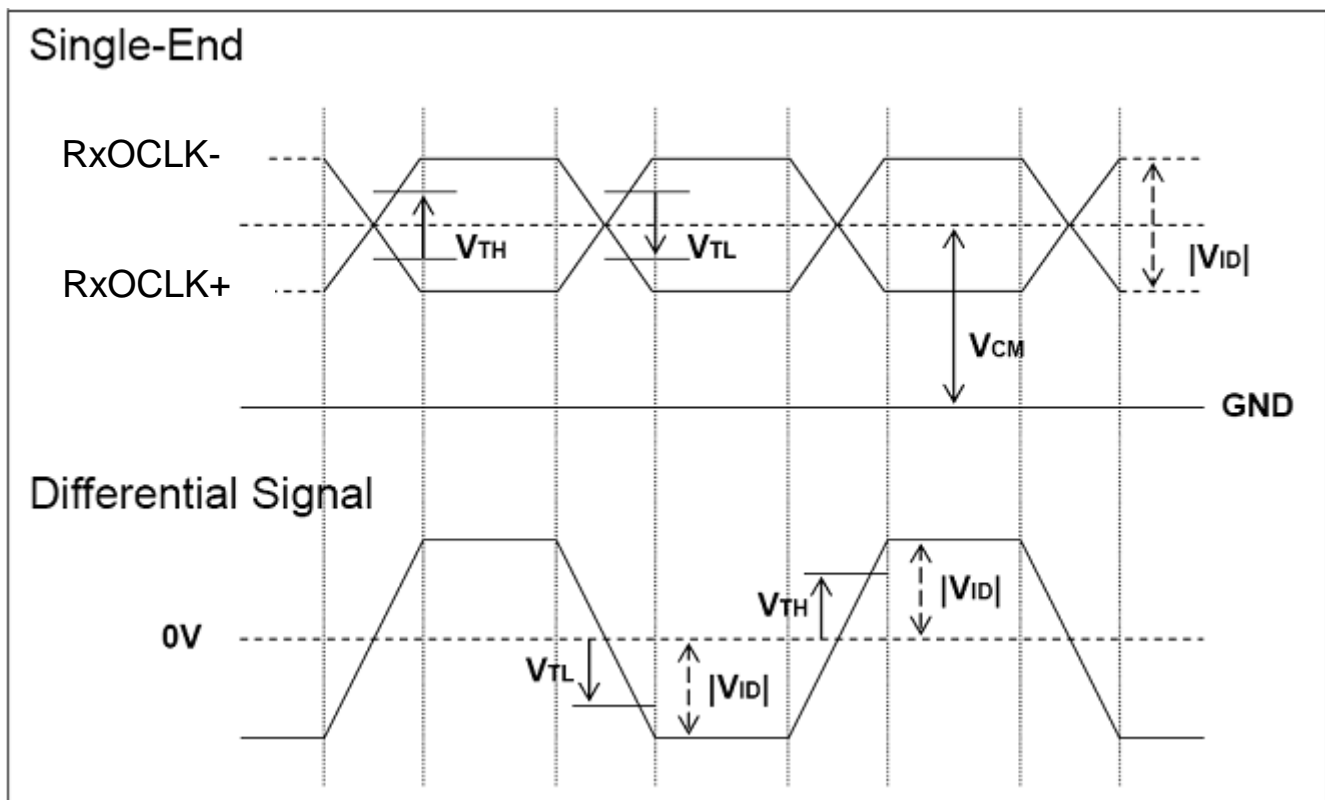 Single-End
RxOCLK-
VTH
VTL
|VID|
RxOCLK+
VCM
GND
Differential Signal
VTH
|VID|
0V
VTL
|VID|